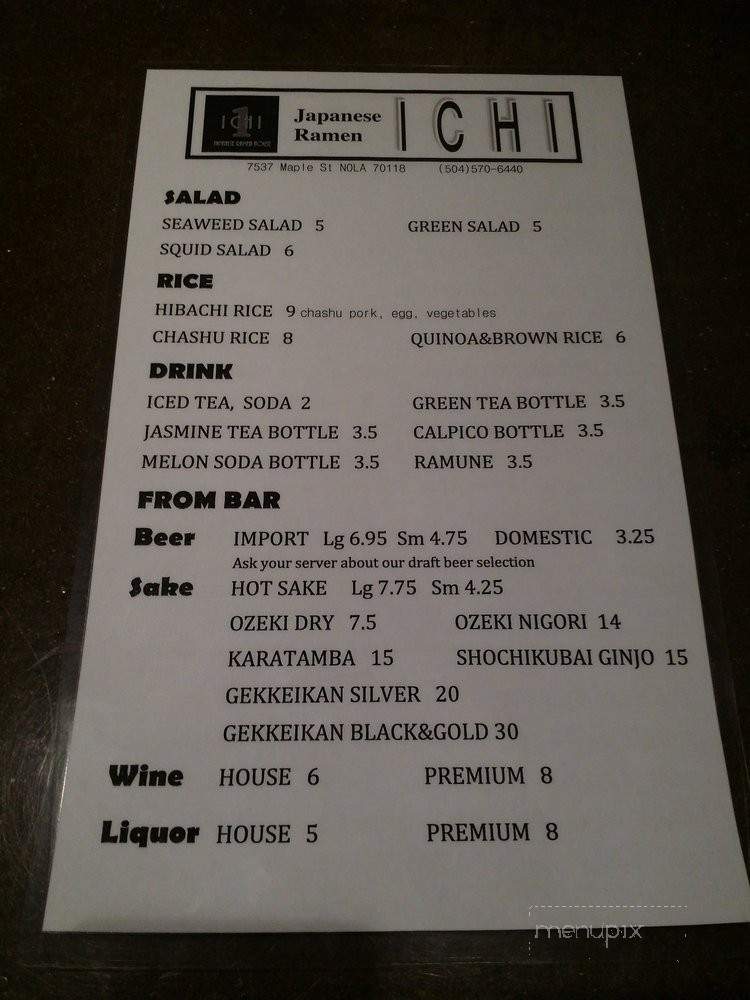 1
ICHI
JAPANESE RAMEN HOUSE
Japanese
Ramen
ICHI
7537 Maple St NOLA 70118 (504)570-6440
SALAD
SEAWEED SALAD 5 GREEN SALAD 5
SQUID SALAD 6
RICE
HIBACHI RICE 9 chashu pork, egg, vegetables
CHASHU RICE 8 QUINOA&BROWN RICE 6
DRINK
ICED TEA, SODA 2 GREEN TEA BOTTLE 3.5
JASMINE TEA BOTTLE 3.5 CALPICO BOTTLE 3.5
MELON SODA BOTTLE 3.5 RAMUNE 3.5
FROM BAR
Beer IMPORT Lg 6.95 Sm 4.75 DOMESTIC 3.25
Ask your server about our draft beer selection
Sake HOT SAKE Lg 7.75 Sm 4.25
OZEKI DRY 7.5 OZEKI NIGORI 14
KARATAMBA 15 SHOCHIKUBAI GINJO 15
GEKKEIKAN SILVER 20
GEKKEIKAN BLACK&GOLD 30
Wine HOUSE 6 PREMIUM 8
Liquor HOUSE 5 PREMIUM 8
menupix